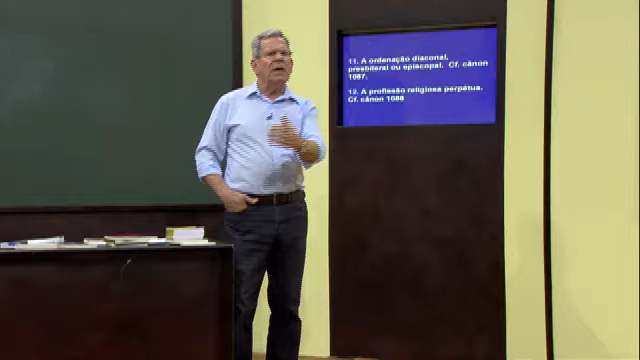 11. A ordenação diaconal,
presbiteral ou episcopal. Cf. cânon
1087.
12. A profissão religiosa perpétua.
Cf. cânon 1088